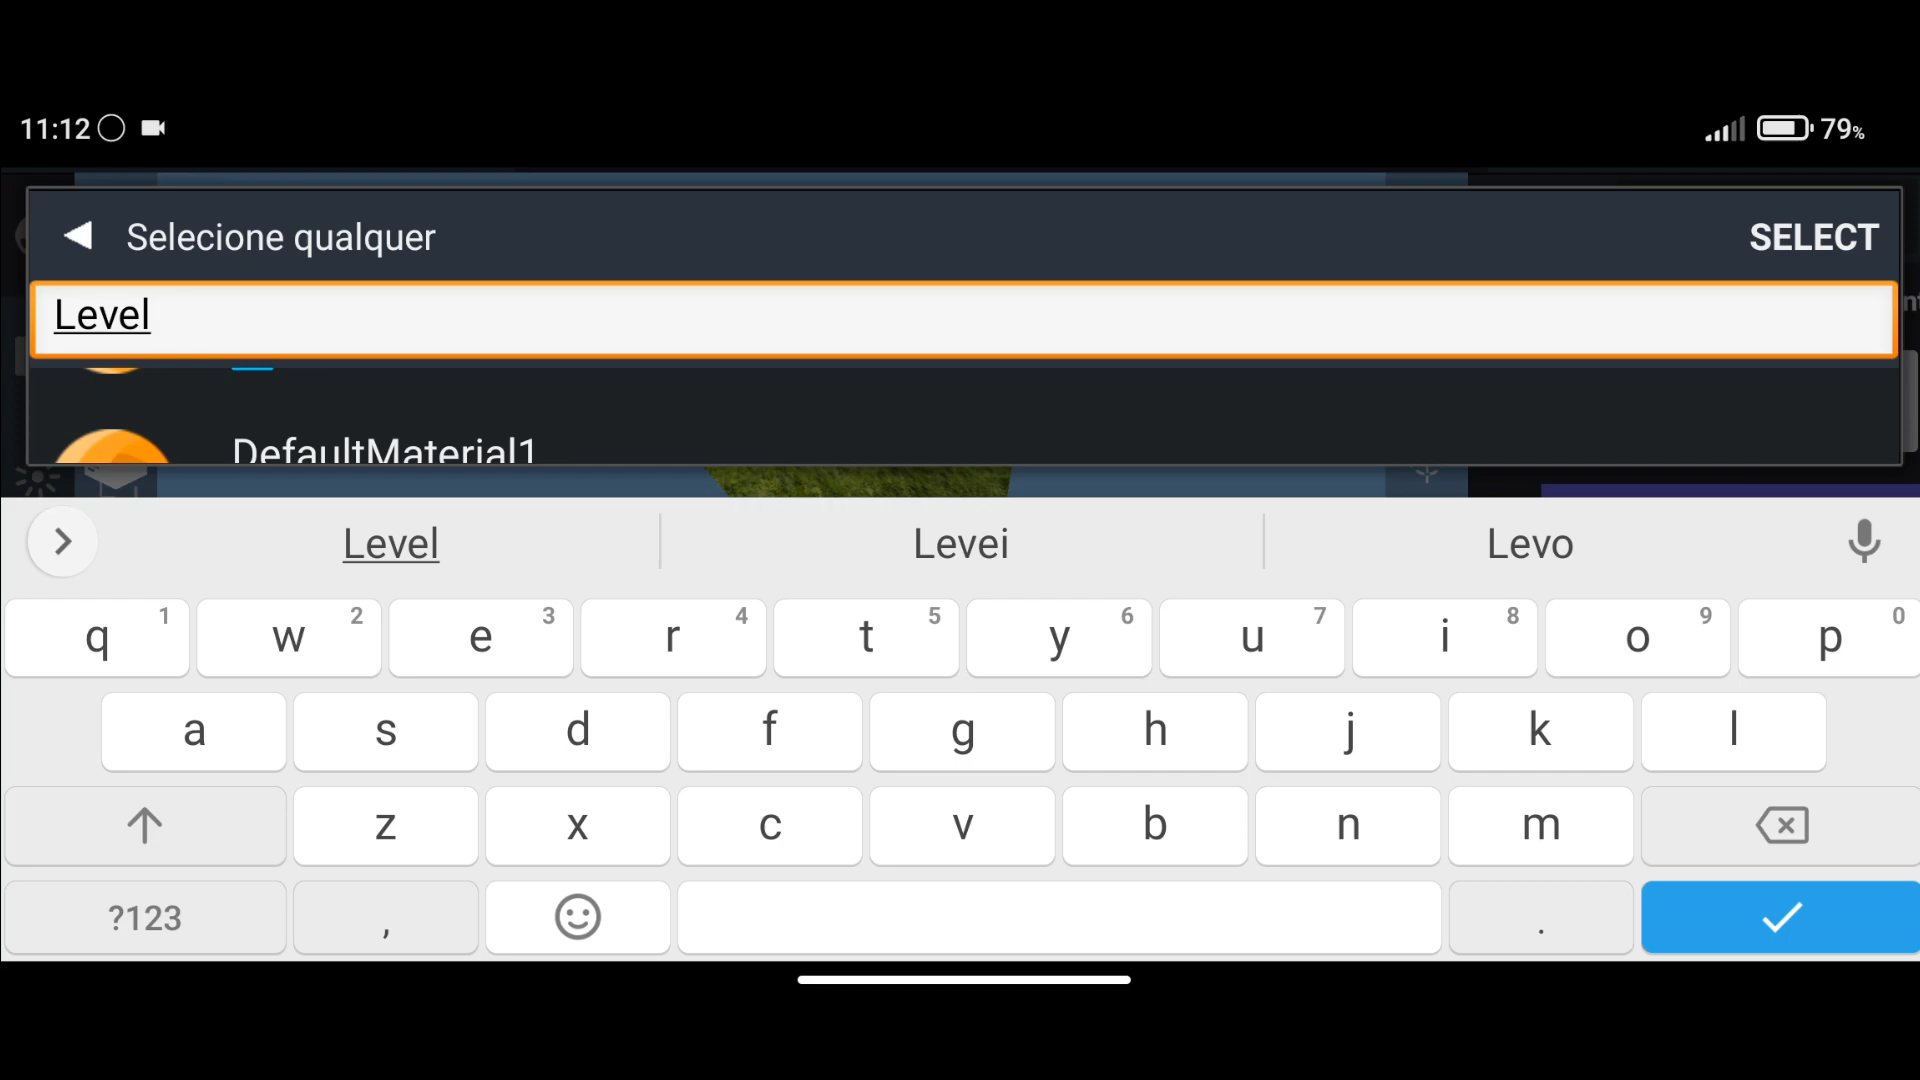 11:12
79%
Selecione qualquer
SELECT
Level
DefaultMaterial1
Level
Levei
Levo
q 1 w 2 e 3 r 4 t 5 y 6 u 7 i 8 o 9 p 0
a s d f g h j k l
z x c v b n m
?123 , .